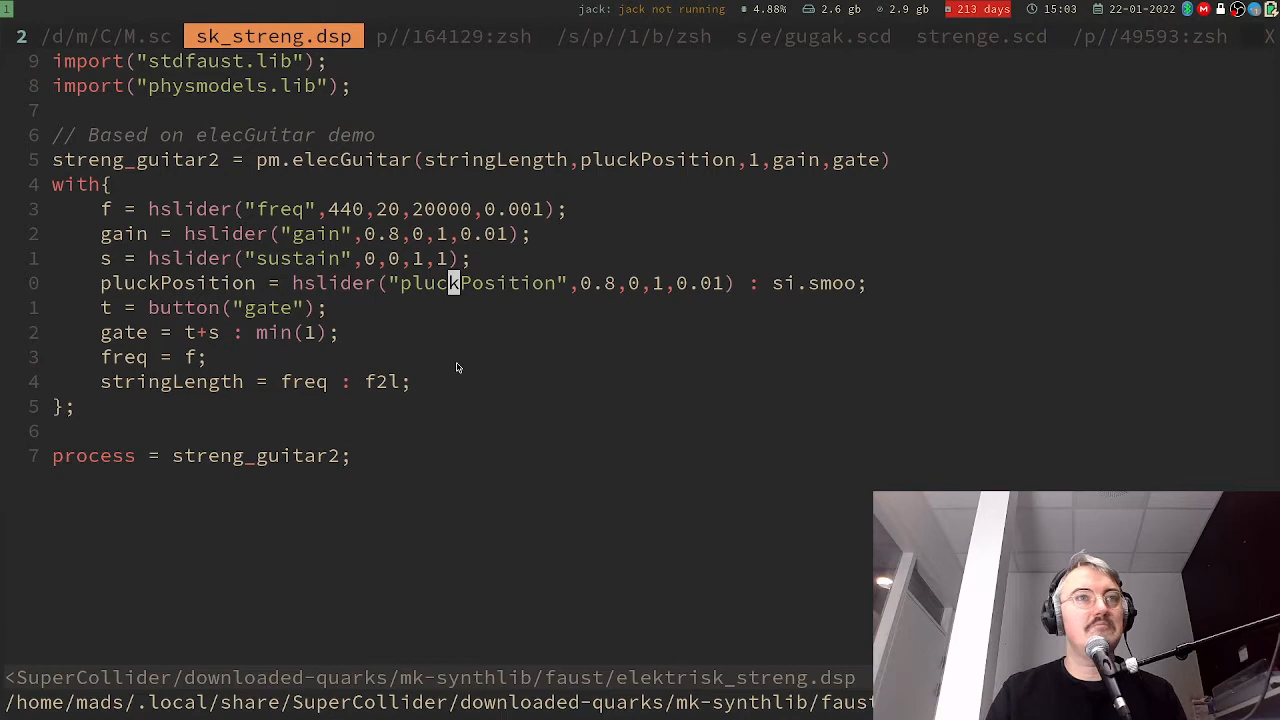 1 jack: jack not running 4.88% 2.6 gb 2.9 gb 213 days 15:03 22-01-2022
2 /d/m/C/M.sc sk_streng.dsp p//164129:zsh /s/p//1/b/zsh s/e/gugak.scd strenge.scd /p//49593:zsh X
9 import("stdfaust.lib");
8 import("physmodels.lib");
7
6 // Based on elecGuitar demo
5 streng_guitar2 = pm.elecGuitar(stringLength,pluckPosition,1,gain,gate)
4 with{
3 f = hslider("freq",440,20,20000,0.001);
2 gain = hslider("gain",0.8,0,1,0.01);
1 s = hslider("sustain",0,0,1,1);
0 pluckPosition = hslider("pluckPosition",0.8,0,1,0.01) : si.smoo;
1 t = button("gate");
2 gate = t+s : min(1);
3 freq = f;
4 stringLength = freq : f2l;
5 };
6
7 process = streng_guitar2;
<SuperCollider/downloaded-quarks/mk-synthlib/faust/elektrisk_streng.dsp
/home/mads/.local/share/SuperCollider/downloaded-quarks/mk-synthlib/faus